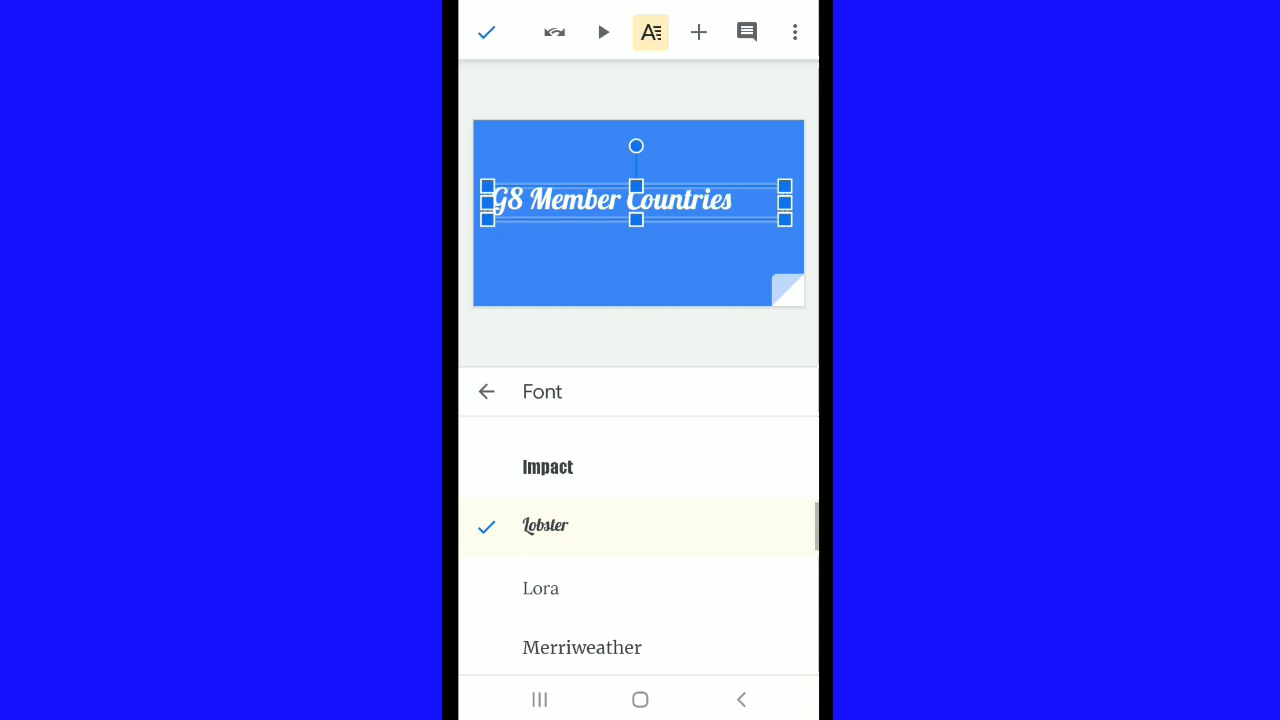 G8 Member Countries
Font
Impact
Lobster
Lora
Merriweather